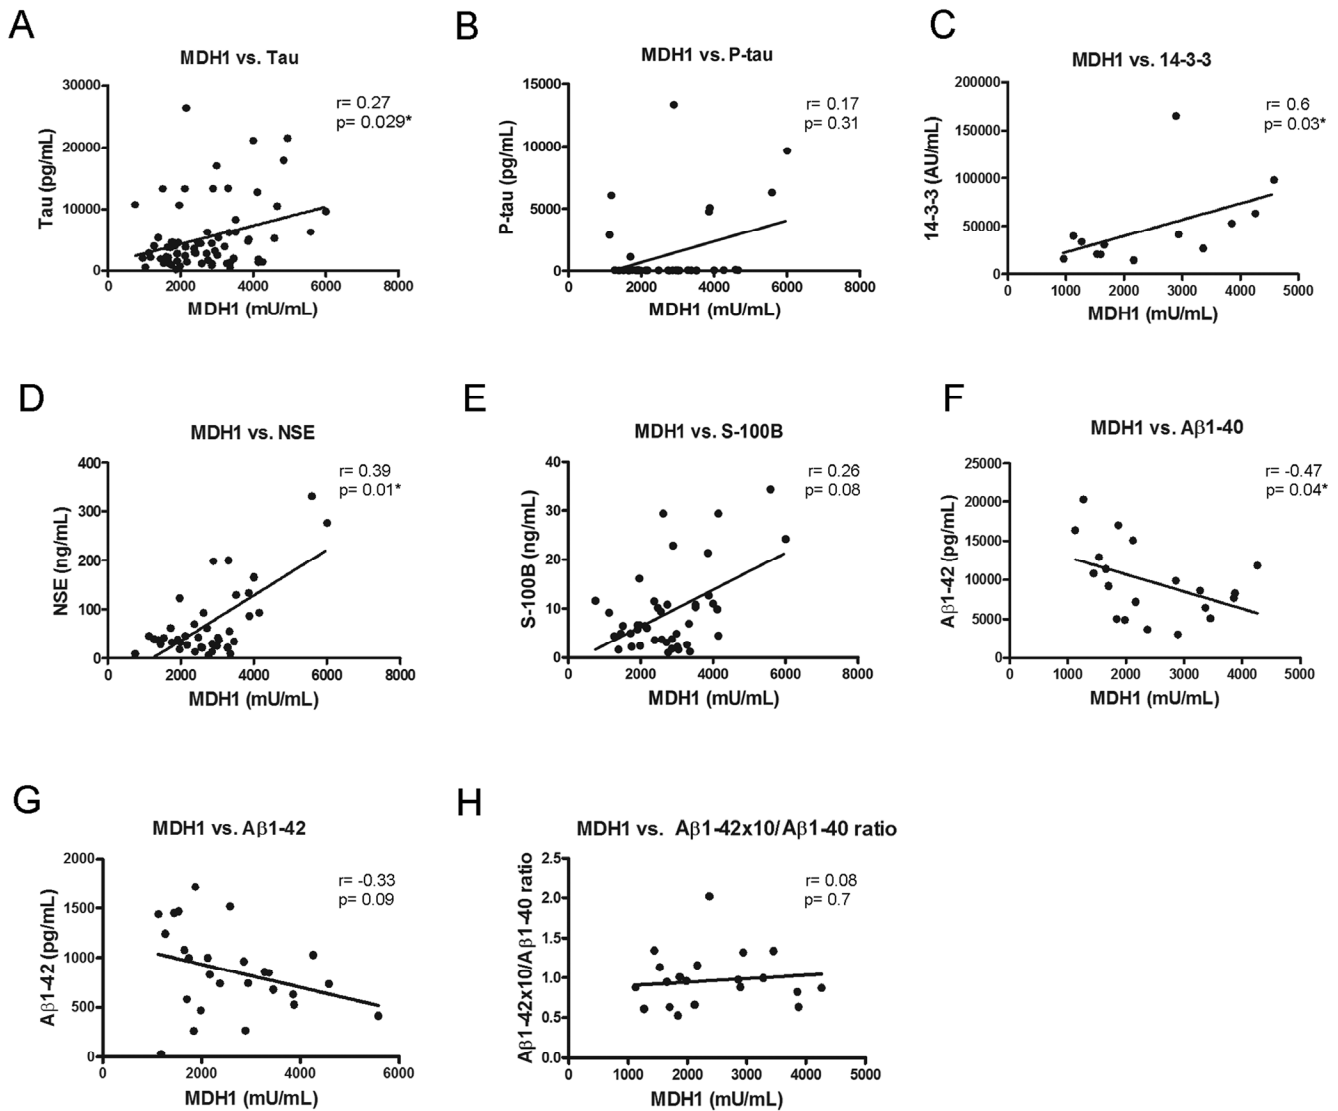 A
MDH1 vs. Tau
r= 0.27
p= 0.029*
Tau (pg/mL)
30000
20000
10000
0
0 2000 4000 6000 8000
MDH1 (mU/mL)
B
MDH1 vs. P-tau
r= 0.17
p= 0.31
P-tau (pg/mL)
15000
10000
5000
0
0 2000 4000 6000 8000
MDH1 (mU/mL)
C
MDH1 vs. 14-3-3
r= 0.6
p= 0.03*
14-3-3 (AU/mL)
200000
150000
100000
50000
0
0 1000 2000 3000 4000 5000
MDH1 (mU/mL)
D
MDH1 vs. NSE
r= 0.39
p= 0.01*
NSE (ng/mL)
400
300
200
100
0
0 2000 4000 6000 8000
MDH1 (mU/mL)
E
MDH1 vs. S-100B
r= 0.26
p= 0.08
S-100B (ng/mL)
40
30
20
10
0
0 2000 4000 6000 8000
MDH1 (mU/mL)
F
MDH1 vs. Aβ1-40
r= -0.47
p= 0.04*
Aβ1-42 (pg/mL)
25000
20000
15000
10000
5000
0
0 1000 2000 3000 4000 5000
MDH1 (mU/mL)
G
MDH1 vs. Aβ1-42
r= -0.33
p= 0.09
Aβ1-42 (pg/mL)
2000
1500
1000
500
0
0 2000 4000 6000
MDH1 (mU/mL)
H
MDH1 vs. Aβ1-42x10/Aβ1-40 ratio
r= 0.08
p= 0.7
Aβ1-42x10/Aβ1-40 ratio
2.5
2.0
1.5
1.0
0.5
0.0
0 1000 2000 3000 4000 5000
MDH1 (mU/mL)